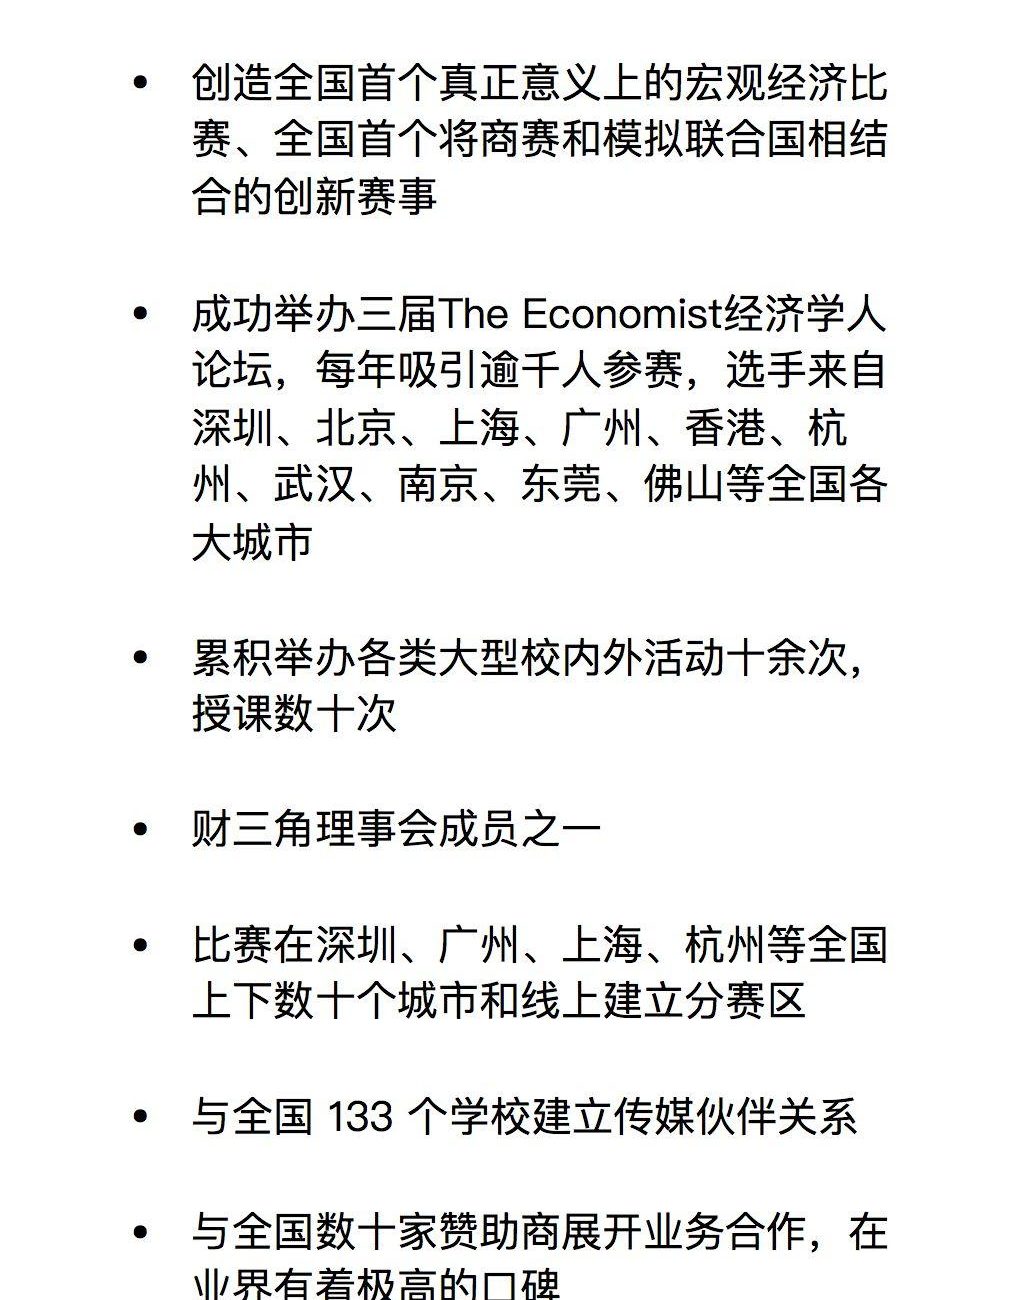 • 创造全国首个真正意义上的宏观经济比
赛、全国首个将商赛和模拟联合国相结
合的创新赛事
• 成功举办三届The Economist经济学人
论坛，每年吸引逾千人参赛，选手来自
深圳、北京、上海、广州、香港、杭
州、武汉、南京、东莞、佛山等全国各
大城市
• 累积举办各类大型校内外活动十余次，
授课数十次
• 财三角理事会成员之一
• 比赛在深圳、广州、上海、杭州等全国
上下数十个城市和线上建立分赛区
• 与全国 133 个学校建立传媒伙伴关系
• 与全国数十家赞助商展开业务合作，在
业界有着极高的口碑